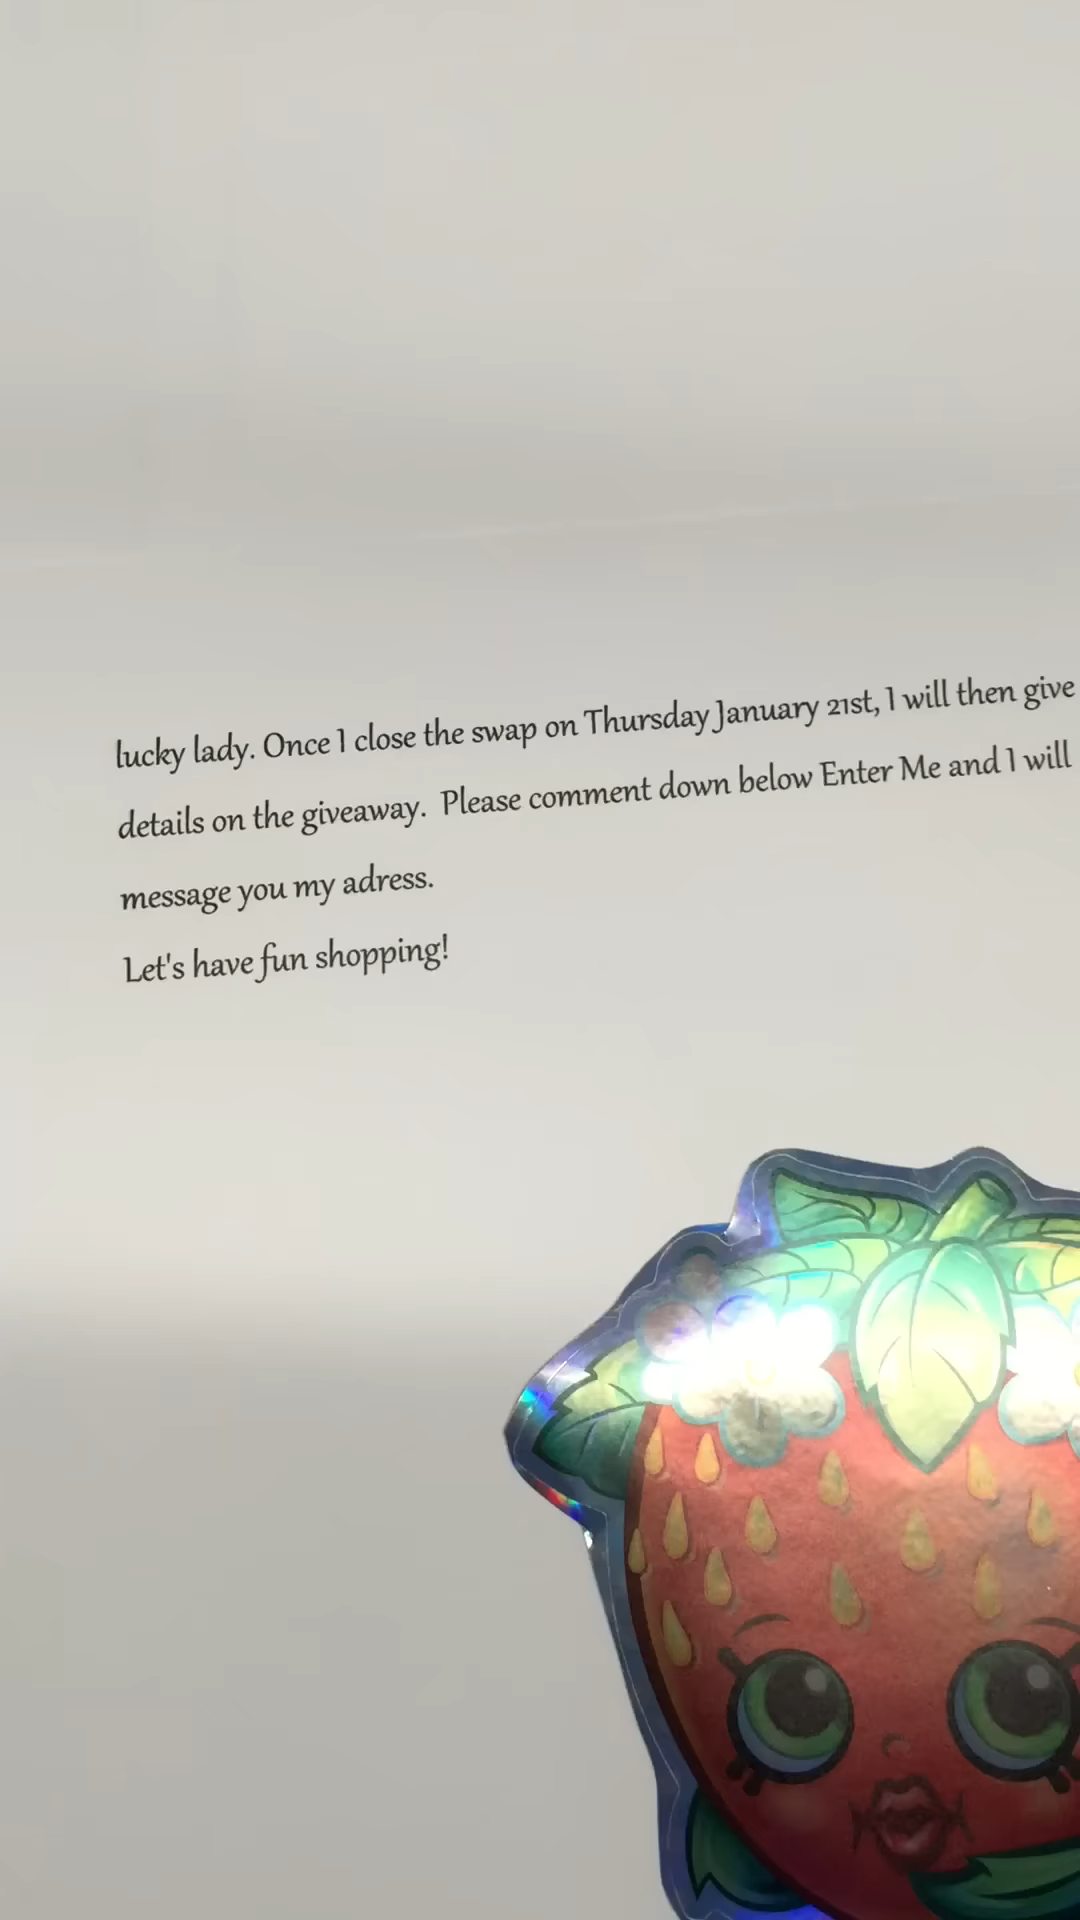 lucky lady. Once I close the swap on Thursday January 21st, I will then give
details on the giveaway. Please comment down below Enter Me and I will
message you my adress.
Let's have fun shopping!